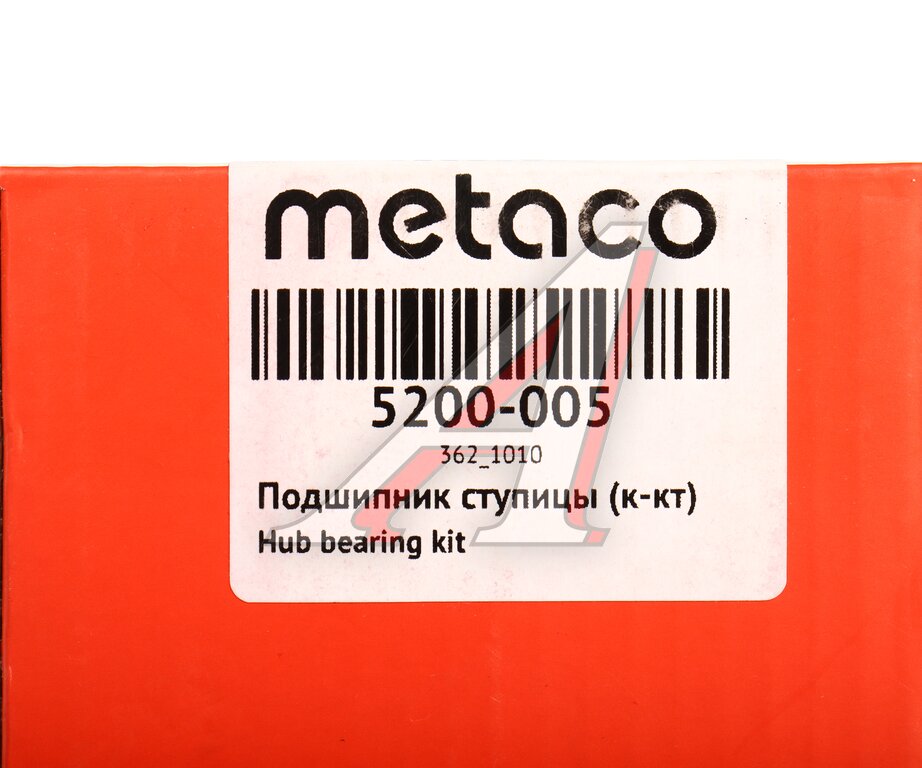 metaco
5200-005
362_1010
Подшипник ступицы (к-кт)
Hub bearing kit